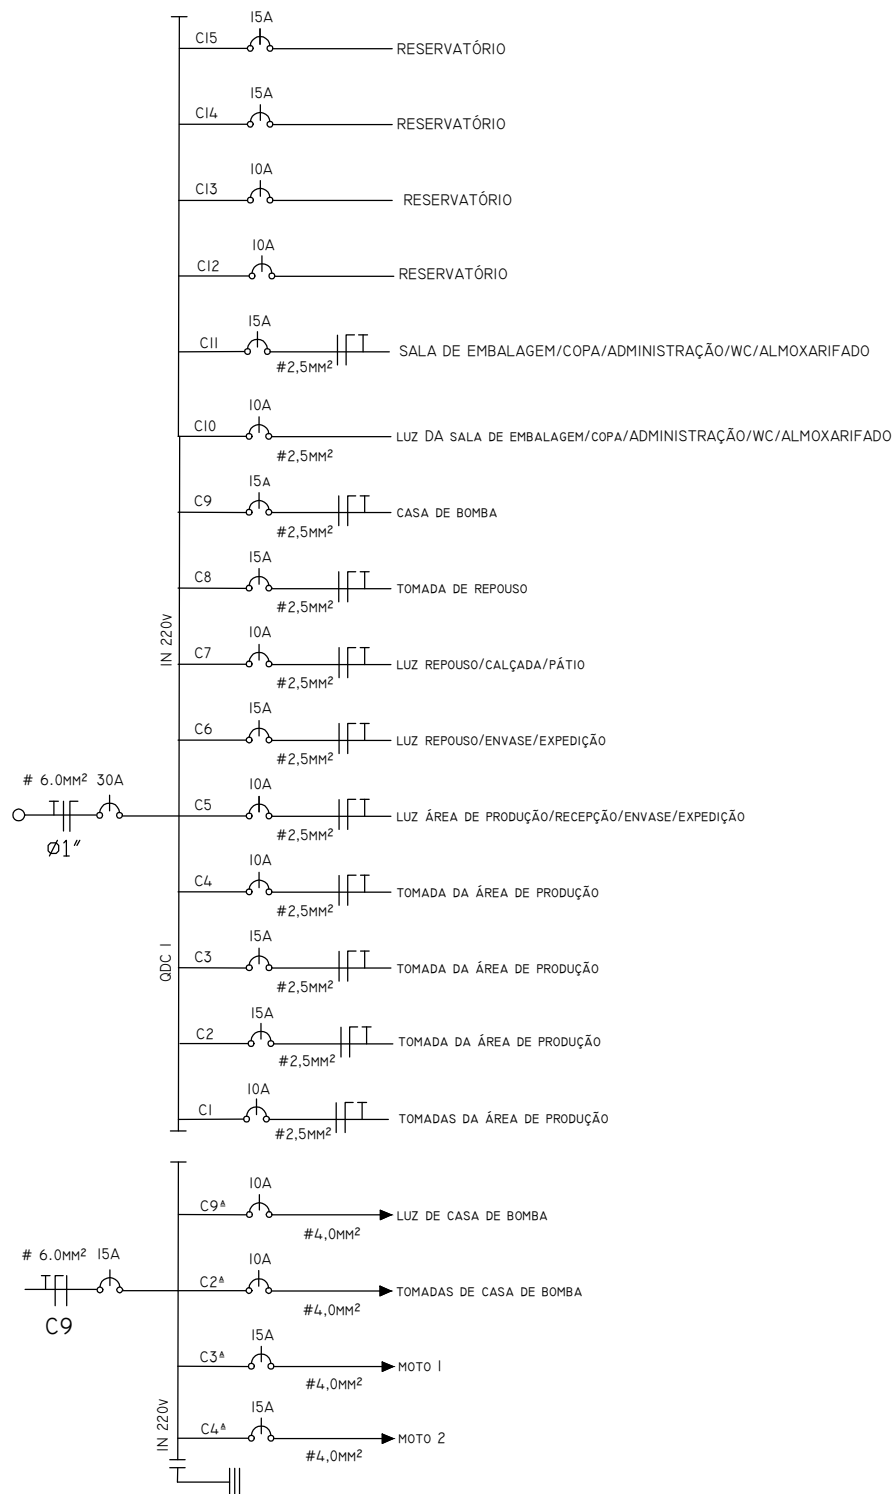 15A
C15
RESERVATÓRIO
15A
C14
RESERVATÓRIO
10A
C13
RESERVATÓRIO
10A
C12
RESERVATÓRIO
15A
C11
SALA DE EMBALAGEM/COPA/ADMINISTRAÇÃO/WC/ALMOXARIFADO
#2,5MM²
10A
C10
LUZ DA SALA DE EMBALAGEM/COPA/ADMINISTRAÇÃO/WC/ALMOXARIFADO
#2,5MM²
15A
C9
CASA DE BOMBA
#2,5MM²
15A
C8
TOMADA DE REPOUSO
#2,5MM²
IN 220V
10A
C7
LUZ REPOUSO/CALÇADA/PÁTIO
#2,5MM²
15A
C6
LUZ REPOUSO/ENVASE/EXPEDIÇÃO
#2,5MM²
# 6.0MM² 30A
Ø1"
10A
C5
LUZ ÁREA DE PRODUÇÃO/RECEPÇÃO/ENVASE/EXPEDIÇÃO
#2,5MM²
10A
C4
TOMADA DA ÁREA DE PRODUÇÃO
#2,5MM²
QDC 1
15A
C3
TOMADA DA ÁREA DE PRODUÇÃO
#2,5MM²
15A
C2
TOMADA DA ÁREA DE PRODUÇÃO
#2,5MM²
10A
C1
TOMADAS DA ÁREA DE PRODUÇÃO
#2,5MM²
10A
C9ᴬ
LUZ DE CASA DE BOMBA
#4,0MM²
# 6.0MM² 15A
C9
10A
C2ᴬ
TOMADAS DE CASA DE BOMBA
#4,0MM²
15A
C3ᴬ
MOTO 1
#4,0MM²
IN 220V
15A
C4ᴬ
MOTO 2
#4,0MM²